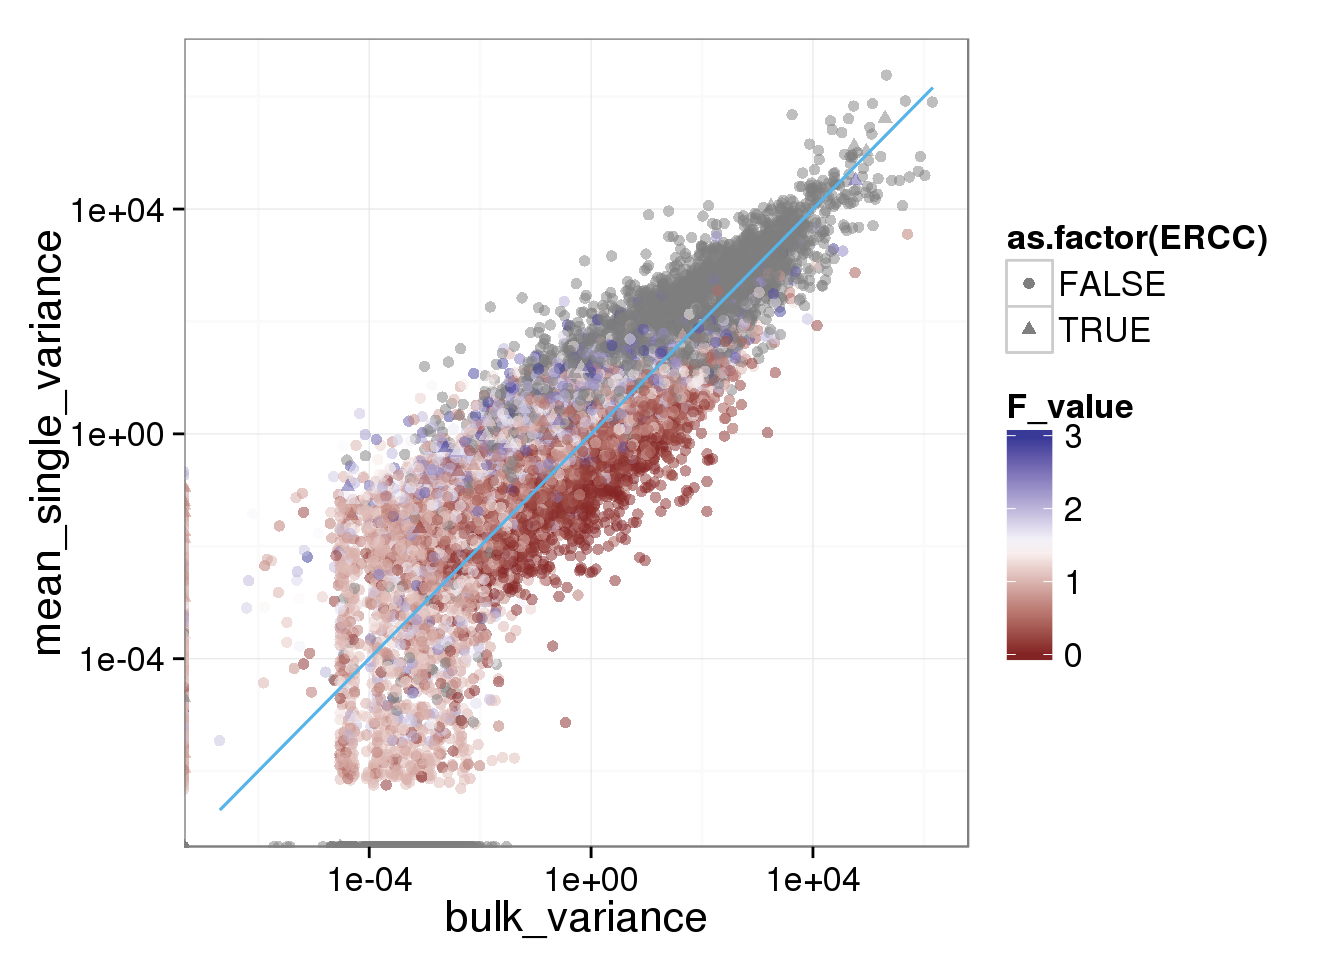 mean_single_variance
1e+04
1e+00
1e-04
1e-04
1e+00
1e+04
bulk_variance
as.factor(ERCC)
FALSE
TRUE
F_value
3
2
1
0